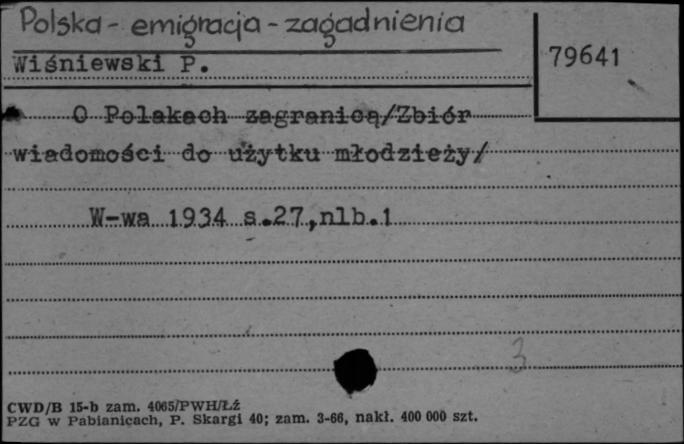 Polska - emigracja - zagadnienia
Wiśniewski P.
79641
O Polakach zagranicą/Zbiór
wiadomości do użytku młodzieży/
W-wa 1934 s.27,nlb.1
3
CWD/B 15-b zam. 4065/PWH/Łź
PZG w Pabianicach, P. Skargi 40; zam. 3-66, nakł. 400 000 szt.